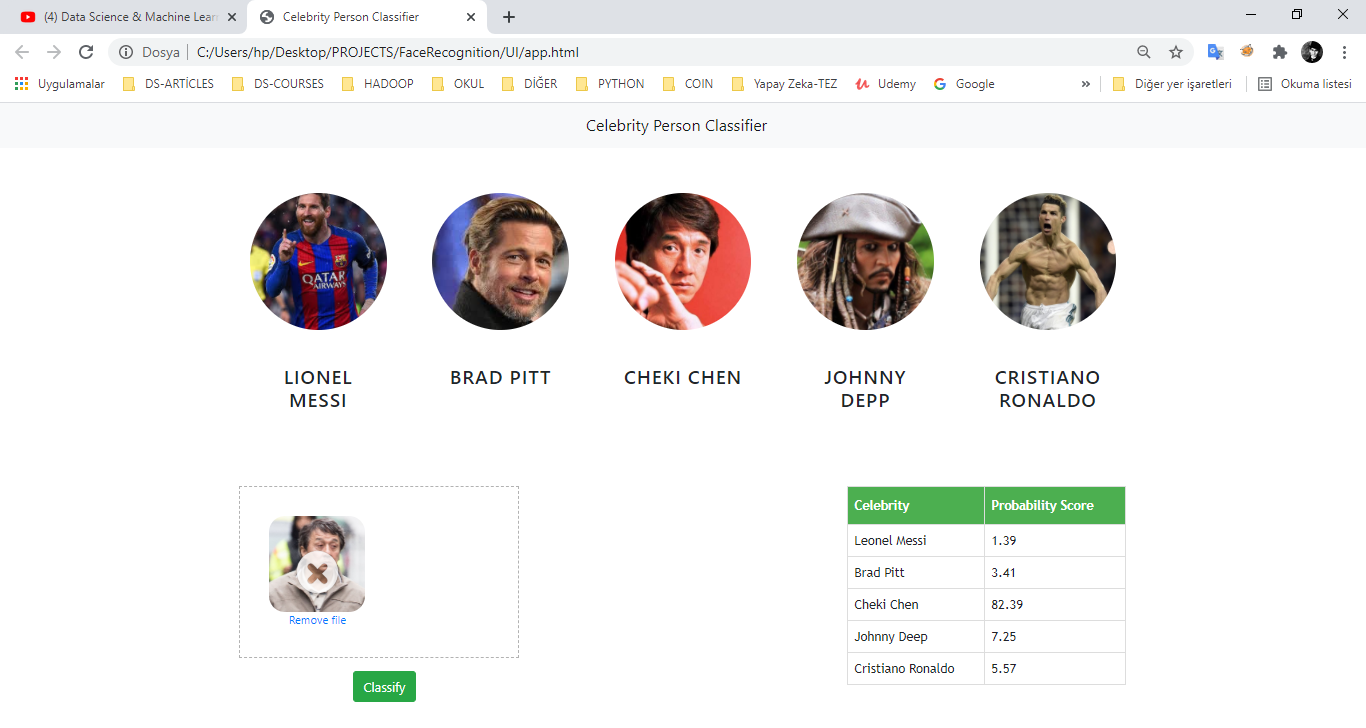 (4) Data Science & Machine Lear
Celebrity Person Classifier
Dosya
C:/Users/hp/Desktop/PROJECTS/FaceRecognition/UI/app.html
Uygulamalar
DS-ARTİCLES
DS-COURSES
HADOOP
OKUL
DİĞER
PYTHON
COIN
Yapay Zeka-TEZ
Udemy
Google
»
Diğer yer işaretleri
Okuma listesi
Celebrity Person Classifier
QATAR
AIRWAYS
LIONEL
MESSI
BRAD PITT
CHEKI CHEN
JOHNNY
DEPP
CRISTIANO
RONALDO
Remove file
Classify
Celebrity Probability Score
Leonel Messi 1.39
Brad Pitt 3.41
Cheki Chen 82.39
Johnny Deep 7.25
Cristiano Ronaldo 5.57